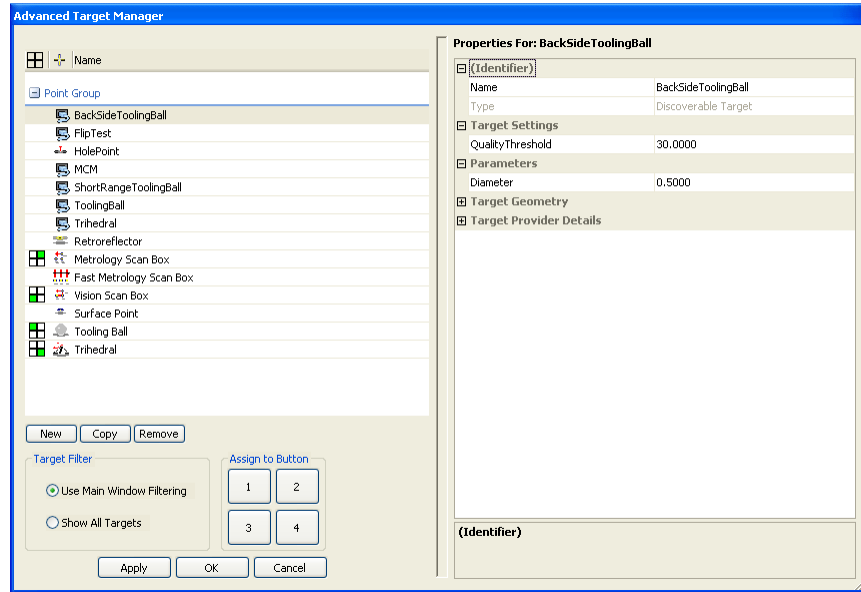 Advanced Target Manager
Name
Point Group
BackSideToolingBall
FlipTest
HolePoint
MCM
ShortRangeToolingBall
ToolingBall
Trihedral
Retroreflector
Metrology Scan Box
Fast Metrology Scan Box
Vision Scan Box
Surface Point
Tooling Ball
Trihedral
New Copy Remove
Target Filter
Use Main Window Filtering
Show All Targets
Assign to Button
1 2
3 4
Apply OK Cancel
Properties For: BackSideToolingBall
(Identifier)
Name BackSideToolingBall
Type Discoverable Target
Target Settings
QualityThreshold 30.0000
Parameters
Diameter 0.5000
Target Geometry
Target Provider Details
(Identifier)